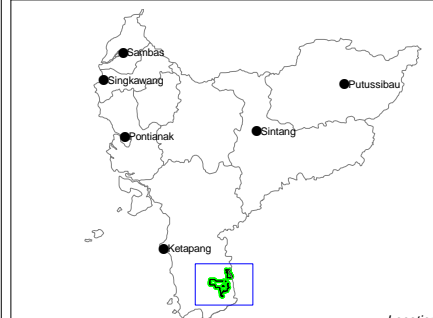 Sambas
Singkawang
Putussibau
Pontianak
Sintang
Ketapang